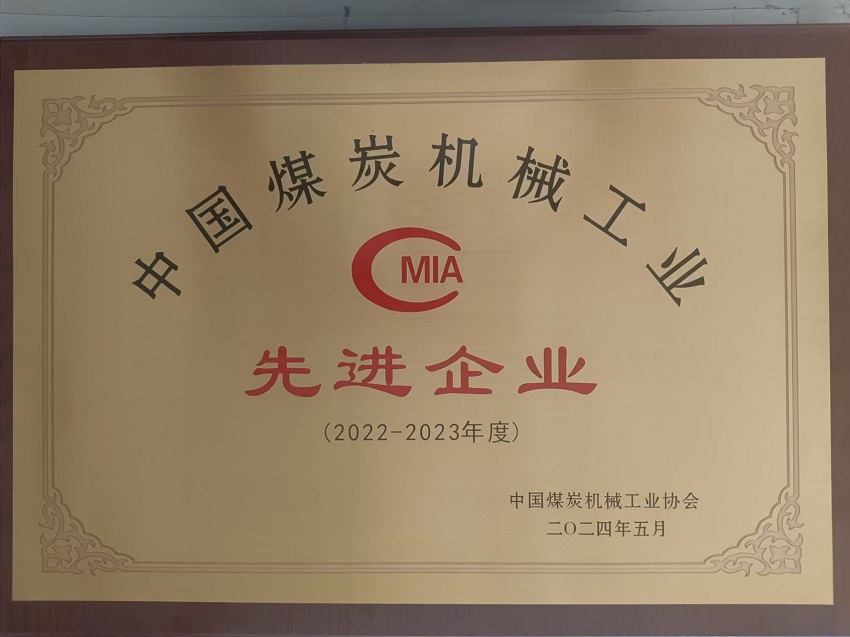 中国煤炭机械工业
CMIA
先进企业
(2022-2023年度)
中国煤炭机械工业协会
二〇二四年五月